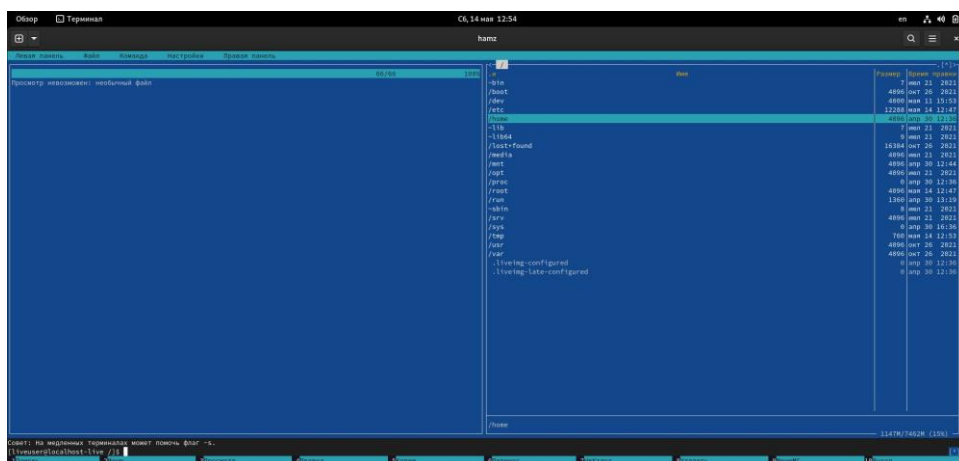 Обзор Терминал Сб, 14 мая 12:54 en
hamz
Левая панель Файл Команда Настройки Правая панель
/
00/00 100%
.и Имя Размер Время правки
Просмотр невозможен: необычный файл
~bin 7 июл 21 2021
/boot 4096 окт 26 2021
/dev 4000 мая 11 15:53
/etc 12288 мая 14 12:47
/home 4096 апр 30 12:36
~lib 7 июл 21 2021
~lib64 9 июл 21 2021
/lost+found 16384 окт 26 2021
/media 4096 июл 21 2021
/mnt 4096 апр 30 12:44
/opt 4096 июл 21 2021
/proc 0 апр 30 12:36
/root 4096 мая 14 12:47
/run 1360 апр 30 13:19
~sbin 8 июл 21 2021
/srv 4096 июл 21 2021
/sys 0 апр 30 16:36
/tmp 700 мая 14 12:53
/usr 4096 окт 26 2021
/var 4096 окт 26 2021
.liveimg-configured 0 апр 30 12:36
.liveimg-late-configured 0 апр 30 12:36
/home
1147M/7462M (15%)
Совет: На медленных терминалах может помочь флаг -s.
[liveuser@localhost-live /]$